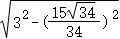 √(3² − (15√34/34)²)